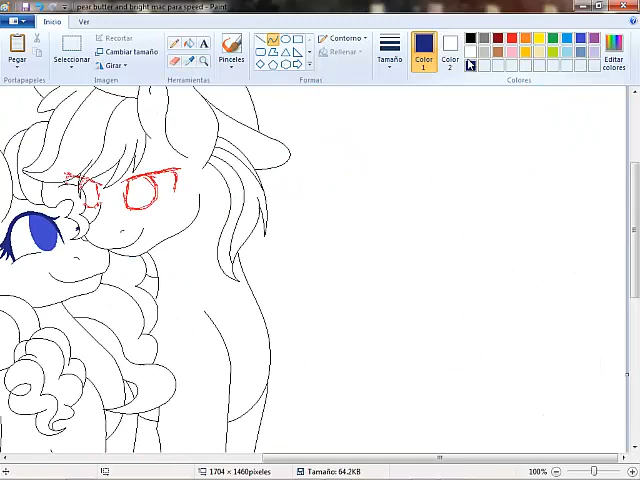 pear butter and bright mac para speed - Paint
Inicio Ver
Pegar
Portapapeles
Seleccionar
Recortar
Cambiar tamaño
Girar
Imagen
A
Herramientas
Pinceles
Contorno
Rellenar
Formas
Tamaño
Color 1
Color 2
Colores
Editar colores
1704 × 1460píxeles
Tamaño: 64.2KB
100%